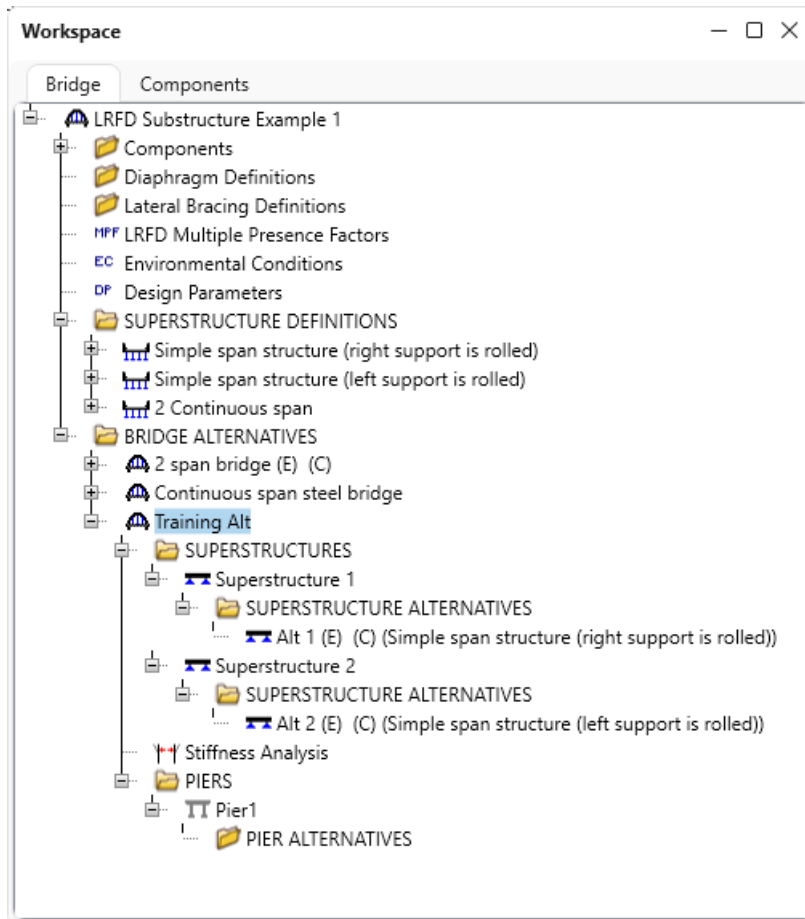 Workspace
Bridge Components
LRFD Substructure Example 1
Components
Diaphragm Definitions
Lateral Bracing Definitions
MPF LRFD Multiple Presence Factors
EC Environmental Conditions
DP Design Parameters
SUPERSTRUCTURE DEFINITIONS
Simple span structure (right support is rolled)
Simple span structure (left support is rolled)
2 Continuous span
BRIDGE ALTERNATIVES
2 span bridge (E) (C)
Continuous span steel bridge
Training Alt
SUPERSTRUCTURES
Superstructure 1
SUPERSTRUCTURE ALTERNATIVES
Alt 1 (E) (C) (Simple span structure (right support is rolled))
Superstructure 2
SUPERSTRUCTURE ALTERNATIVES
Alt 2 (E) (C) (Simple span structure (left support is rolled))
Stiffness Analysis
PIERS
Pier1
PIER ALTERNATIVES